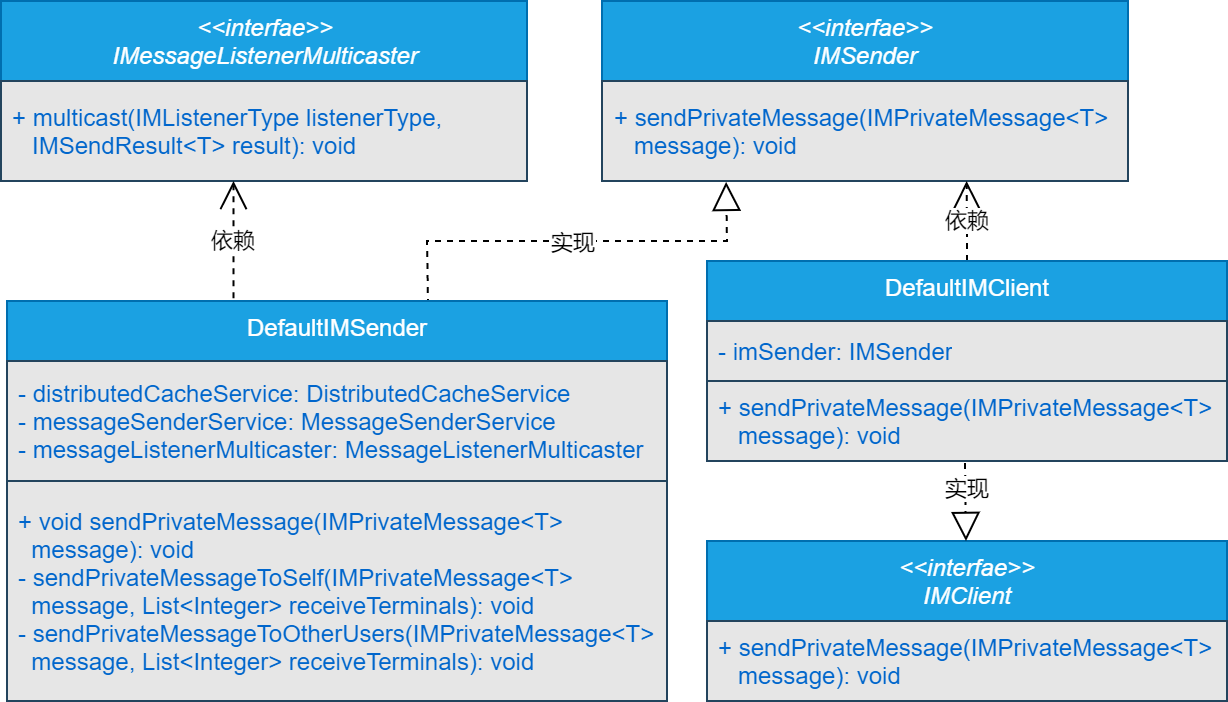 <<interfae>>
IMessageListenerMulticaster
+ multicast(IMListenerType listenerType,
IMSendResult<T> result): void
<<interfae>>
IMSender
+ sendPrivateMessage(IMPrivateMessage<T>
message): void
依赖
实现
依赖
DefaultIMSender
- distributedCacheService: DistributedCacheService
- messageSenderService: MessageSenderService
- messageListenerMulticaster: MessageListenerMulticaster
+ void sendPrivateMessage(IMPrivateMessage<T>
message): void
- sendPrivateMessageToSelf(IMPrivateMessage<T>
message, List<Integer> receiveTerminals): void
- sendPrivateMessageToOtherUsers(IMPrivateMessage<T>
message, List<Integer> receiveTerminals): void
DefaultIMClient
- imSender: IMSender
+ sendPrivateMessage(IMPrivateMessage<T>
message): void
实现
<<interfae>>
IMClient
+ sendPrivateMessage(IMPrivateMessage<T>
message): void